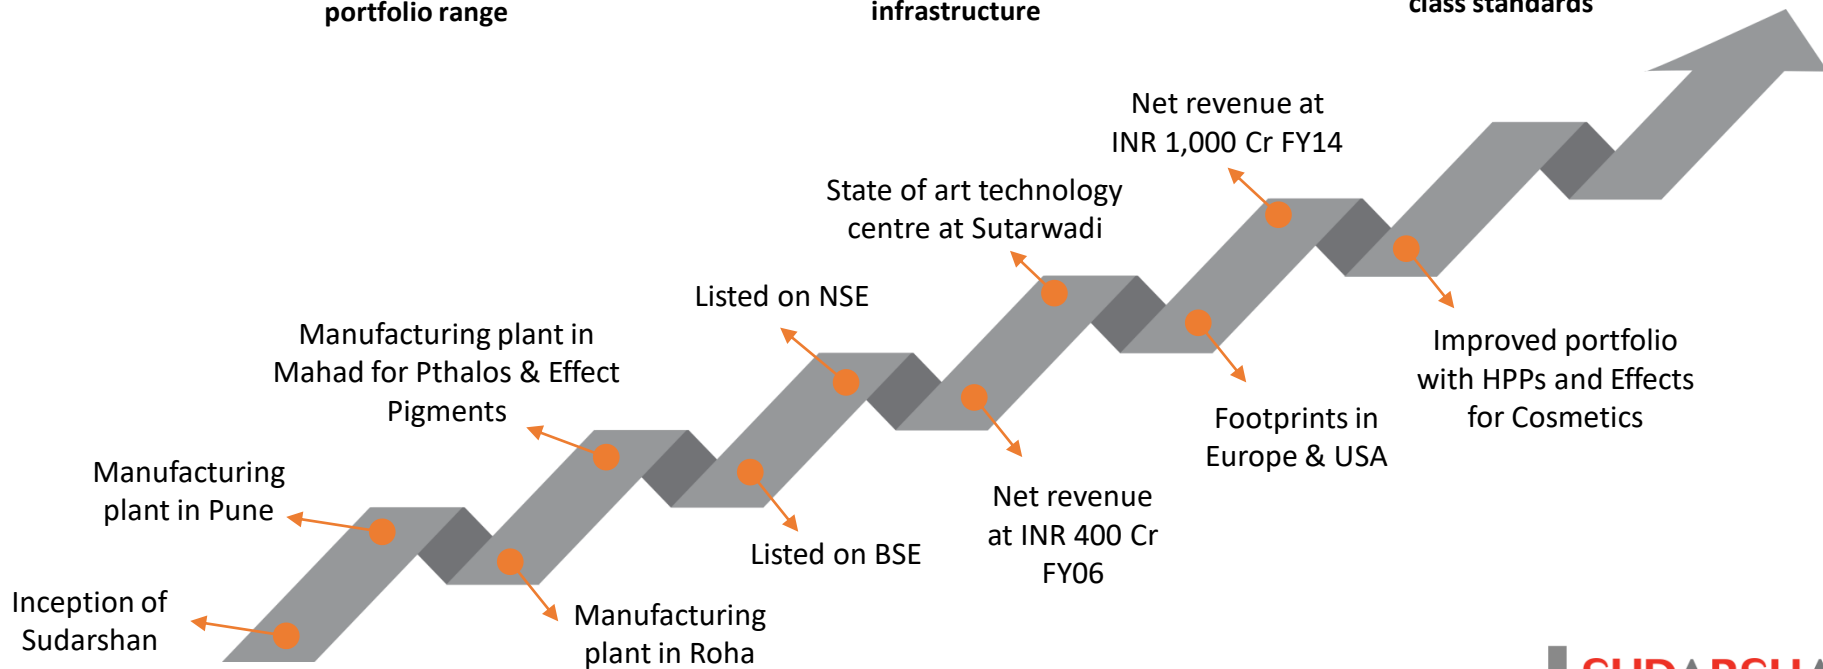 portfolio range
infrastructure
class standards
Net revenue at
INR 1,000 Cr FY14
State of art technology
centre at Sutarwadi
Listed on NSE
Manufacturing plant in
Mahad for Pthalos & Effect
Pigments
Improved portfolio
with HPPs and Effects
for Cosmetics
Footprints in
Europe & USA
Manufacturing
plant in Pune
Net revenue
at INR 400 Cr
FY06
Listed on BSE
Inception of
Sudarshan
Manufacturing
plant in Roha